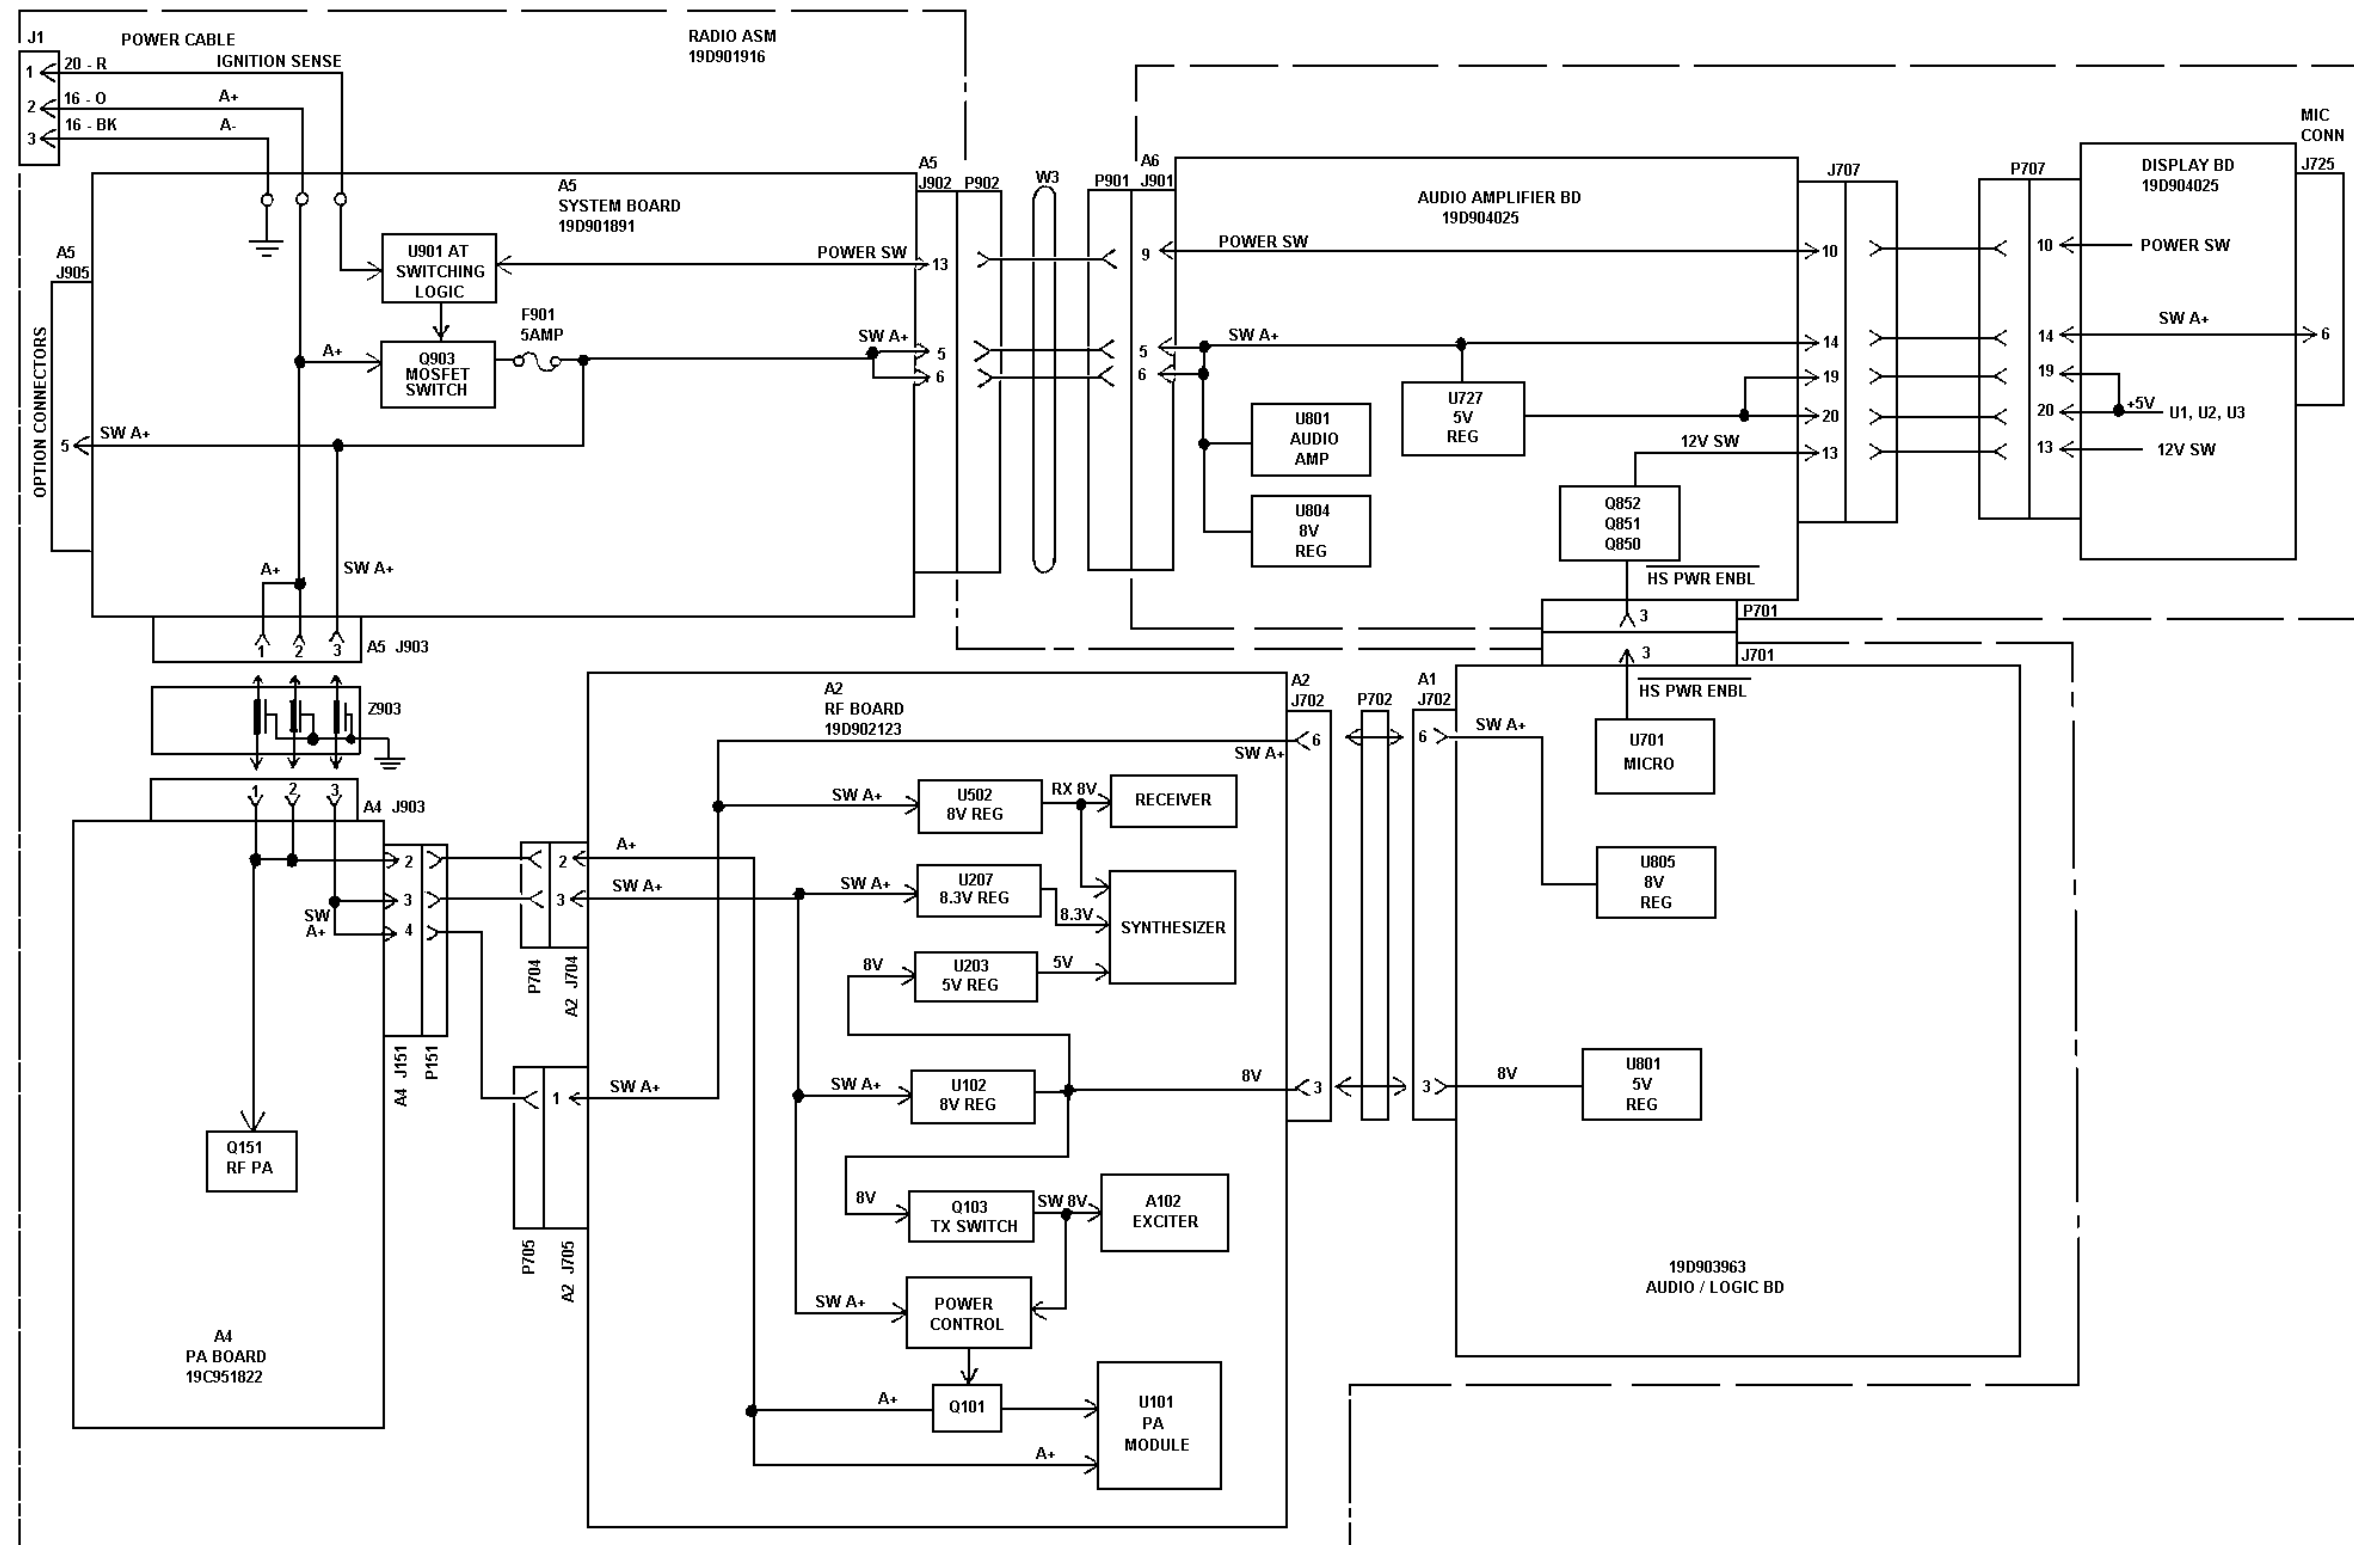 J1
POWER CABLE
RADIO ASM
19D901916
1
20 - R
IGNITION SENSE
2
16 - O
A+
3
16 - BK
A-
A5
SYSTEM BOARD
19D901891
A5
J905
OPTION CONNECTORS
U901 AT
SWITCHING
LOGIC
POWER SW
F901
5AMP
A+
Q903
MOSFET
SWITCH
SW A+
5
SW A+
A+
SW A+
A5
J902
P902
13
5
6
W3
P901
A6
J901
9
5
6
AUDIO AMPLIFIER BD
19D904025
POWER SW
SW A+
U801
AUDIO
AMP
U804
8V
REG
U727
5V
REG
12V SW
Q852
Q851
Q850
HS PWR ENBL
J707
10
14
19
20
13
P707
10
14
19
20
13
DISPLAY BD
19D904025
POWER SW
SW A+
+5V
U1, U2, U3
12V SW
MIC
CONN
J725
6
3
P701
3
J701
1
2
3
A5 J903
Z903
1
2
3
A4 J903
2
3
4
SW
A+
A4 J151
P151
Q151
RF PA
A4
PA BOARD
19C951822
2
3
P704
A2 J704
1
P705
A2 J705
A2
RF BOARD
19D902123
SW A+
A+
SW A+
SW A+
SW A+
U502
8V REG
RX 8V
RECEIVER
SW A+
U207
8.3V REG
8.3V
SYNTHESIZER
8V
U203
5V REG
5V
SW A+
U102
8V REG
8V
8V
Q103
TX SWITCH
SW 8V
A102
EXCITER
SW A+
POWER
CONTROL
A+
Q101
A+
U101
PA
MODULE
A2
J702
6
3
P702
A1
J702
6
3
SW A+
HS PWR ENBL
U701
MICRO
U805
8V
REG
8V
U801
5V
REG
19D903963
AUDIO / LOGIC BD